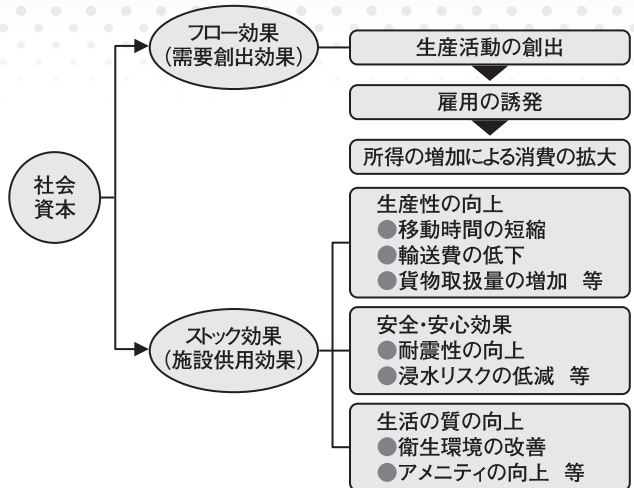 社会
資本
フロー効果
(需要創出効果)
生産活動の創出
雇用の誘発
所得の増加による消費の拡大
ストック効果
(施設供用効果)
生産性の向上
●移動時間の短縮
●輸送費の低下
●貨物取扱量の増加 等
安全・安心効果
●耐震性の向上
●浸水リスクの低減 等
生活の質の向上
●衛生環境の改善
●アメニティの向上 等